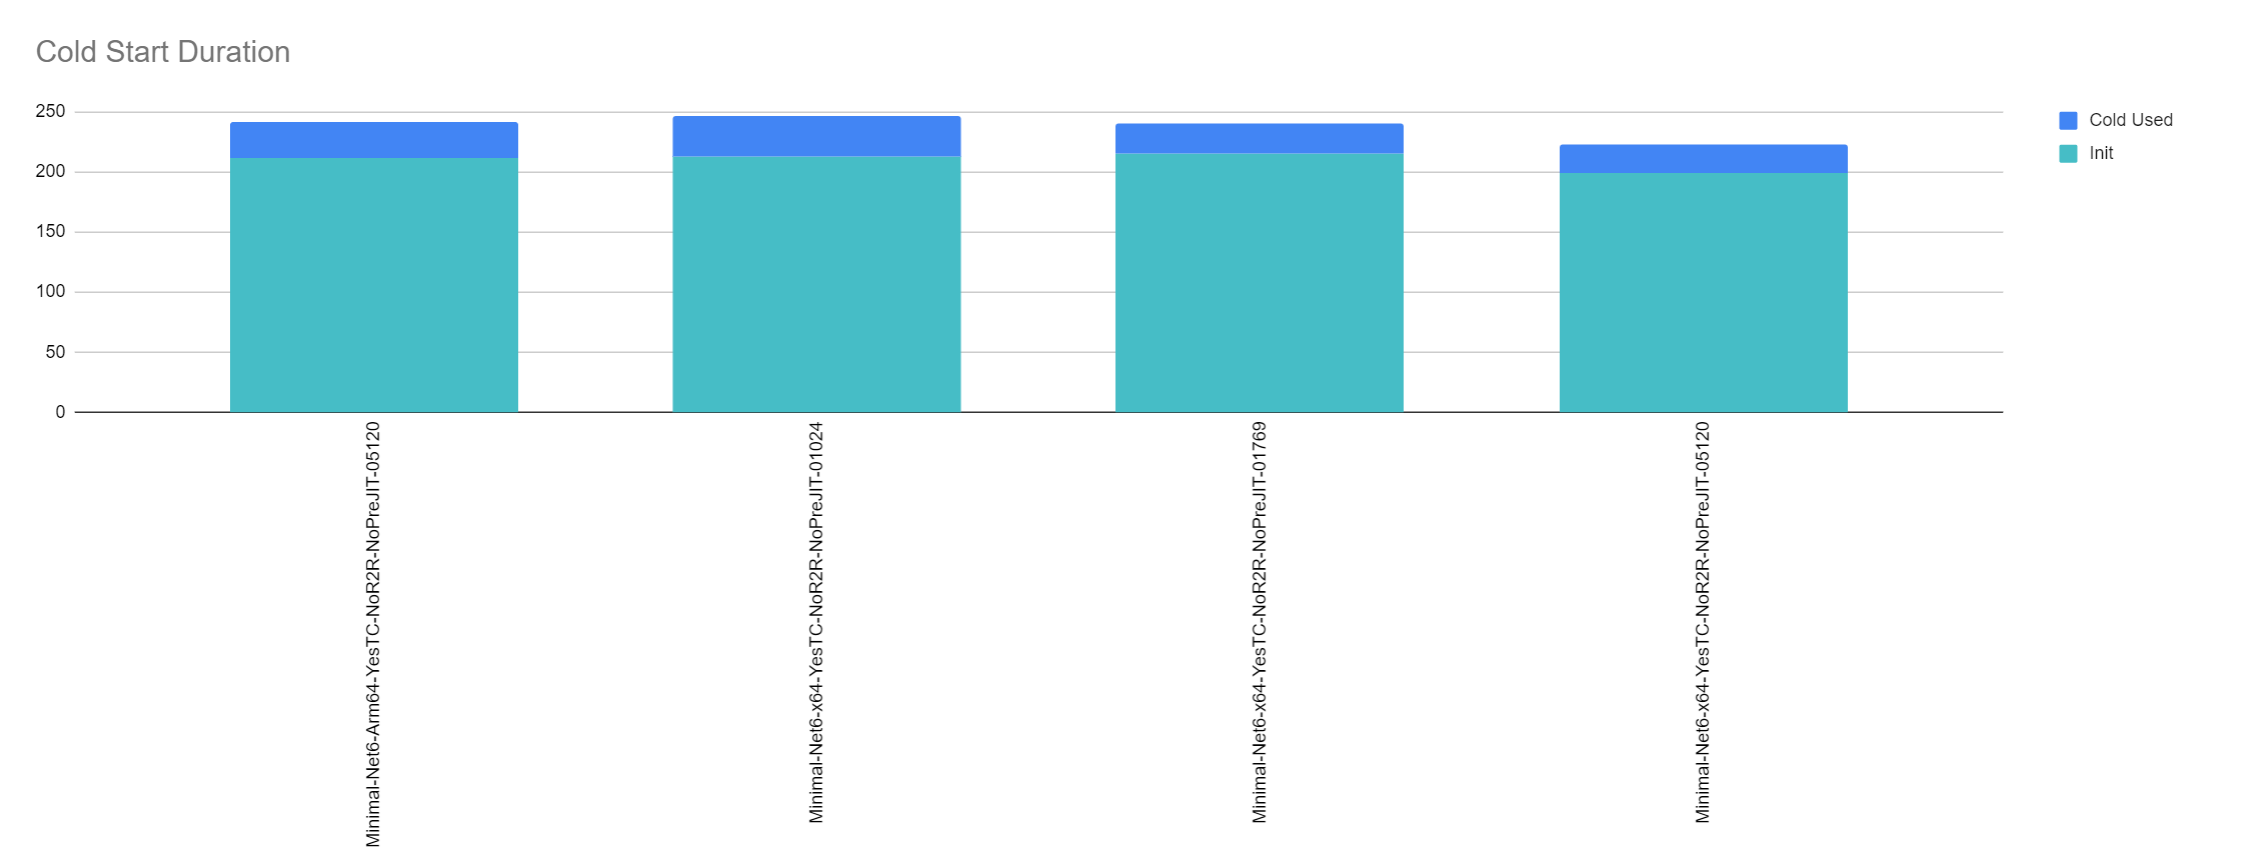 Cold Start Duration
250
200
150
100
50
0
Cold Used
Init
Minimal-Net6-Arm64-YesTC-NoR2R-NoPreJIT-05120
Minimal-Net6-x64-YesTC-NoR2R-NoPreJIT-01024
Minimal-Net6-x64-YesTC-NoR2R-NoPreJIT-01769
Minimal-Net6-x64-YesTC-NoR2R-NoPreJIT-05120